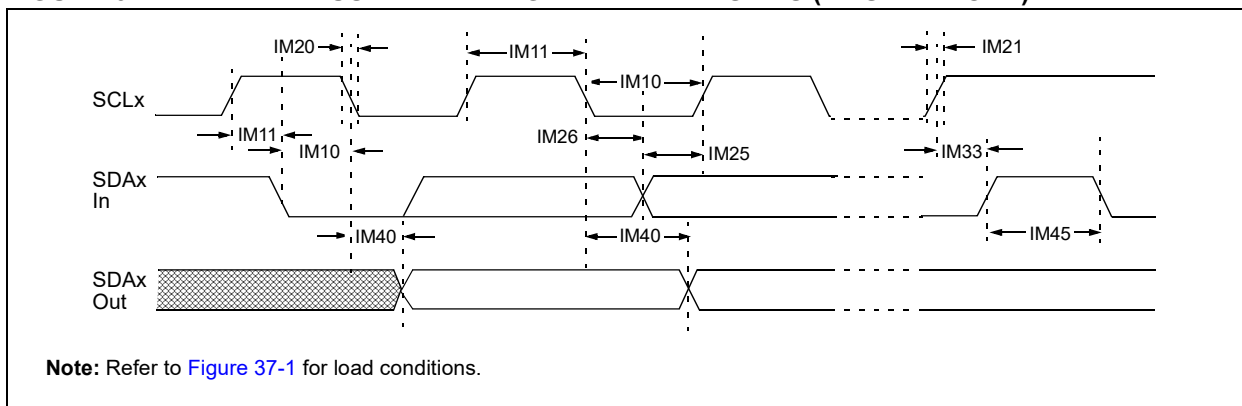 IM20
IM11
IM21
IM10
SCLx
IM11
IM26
IM10
IM25
IM33
SDAx
In
IM40
IM40
IM45
SDAx
Out
Note: Refer to Figure 37-1 for load conditions.